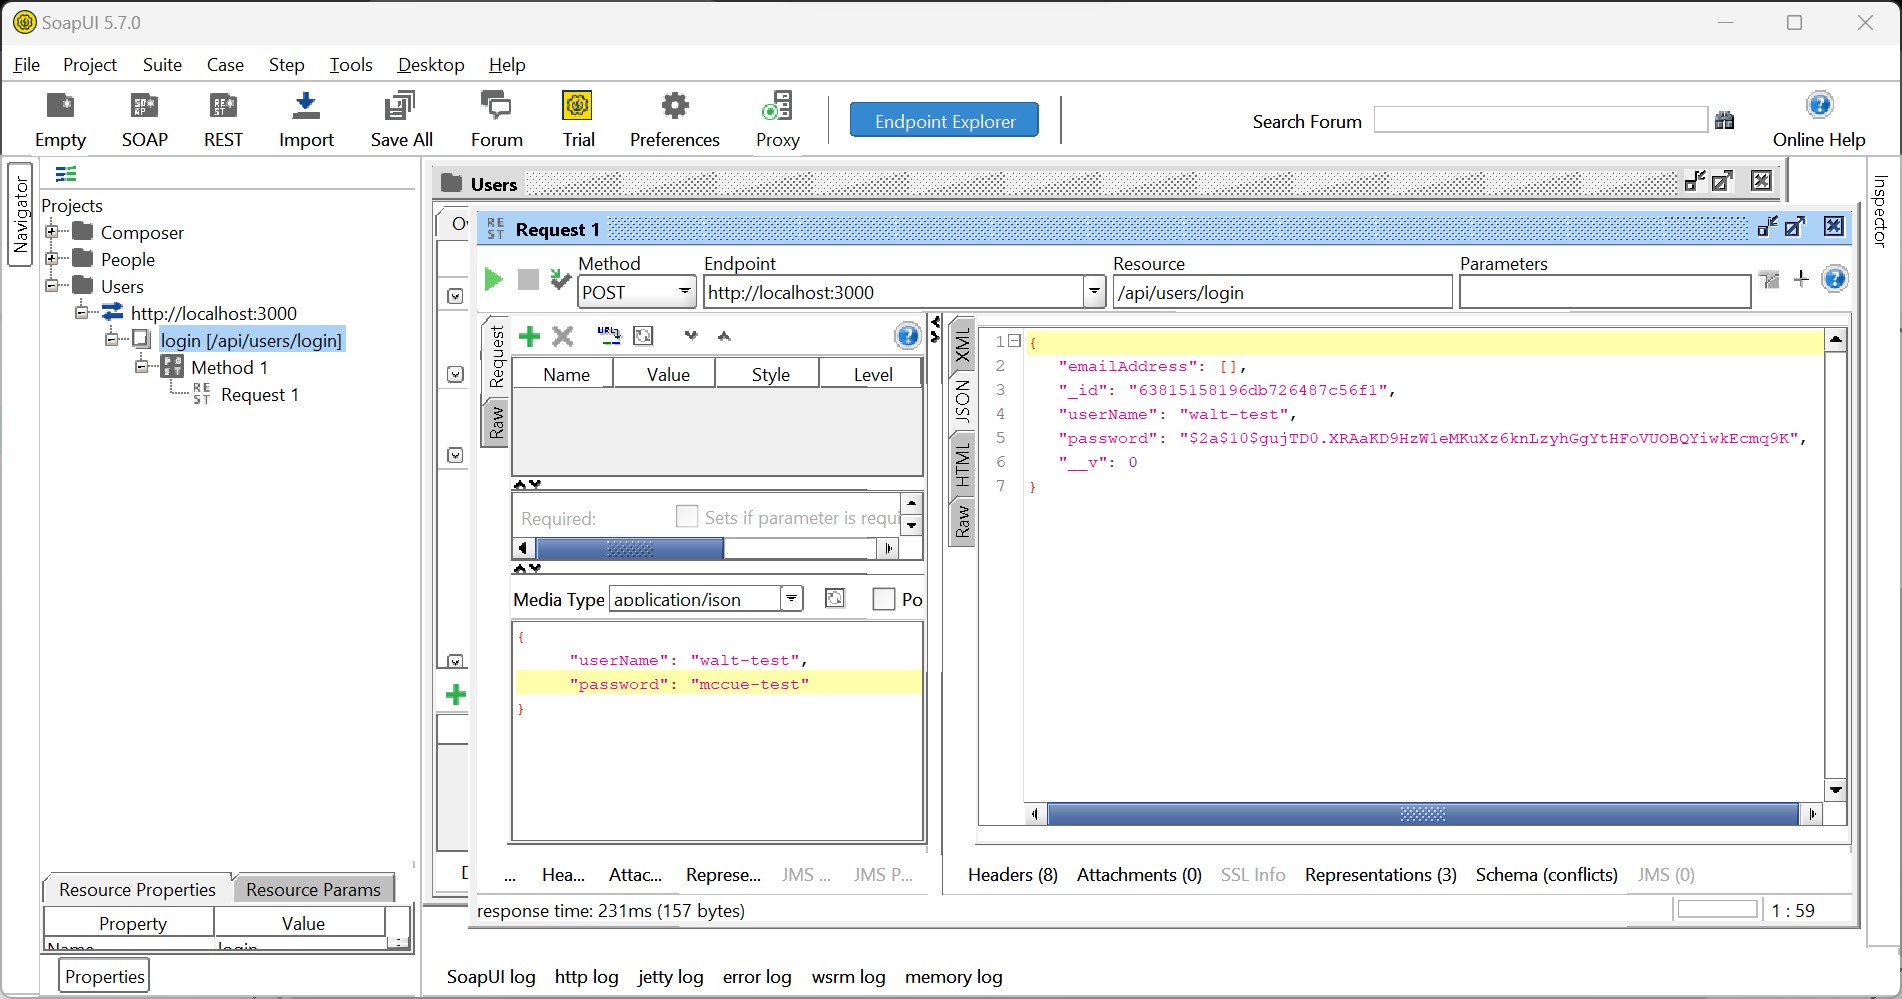 SoapUI 5.7.0
File Project Suite Case Step Tools Desktop Help
Empty SOAP REST Import Save All Forum Trial Preferences Proxy Endpoint Explorer Search Forum Online Help
Navigator
Inspector
Projects
Composer
People
Users
http://localhost:3000
login [/api/users/login]
Method 1
Request 1
Users
Request 1
Method Endpoint Resource Parameters
POST http://localhost:3000 /api/users/login
Request
Raw
Name Value Style Level
Required: Sets if parameter is requi
Media Type application/json Po
{
"userName": "walt-test",
"password": "mccue-test"
}
XML
JSON
HTML
Raw
1 {
2 "emailAddress": [],
3 "_id": "63815158196db726487c56f1",
4 "userName": "walt-test",
5 "password": "$2a$10$gujTD0.XRAaKD9HzW1eMKuXz6knLzyhGgYtHFoVUOBQYiwkEcmq9K",
6 "__v": 0
7 }
... Hea... Attac... Represe... JMS ... JMS P...
Headers (8) Attachments (0) SSL Info Representations (3) Schema (conflicts) JMS (0)
response time: 231ms (157 bytes) 1 : 59
Resource Properties Resource Params
Property Value
Name login
Properties
SoapUI log http log jetty log error log wsrm log memory log